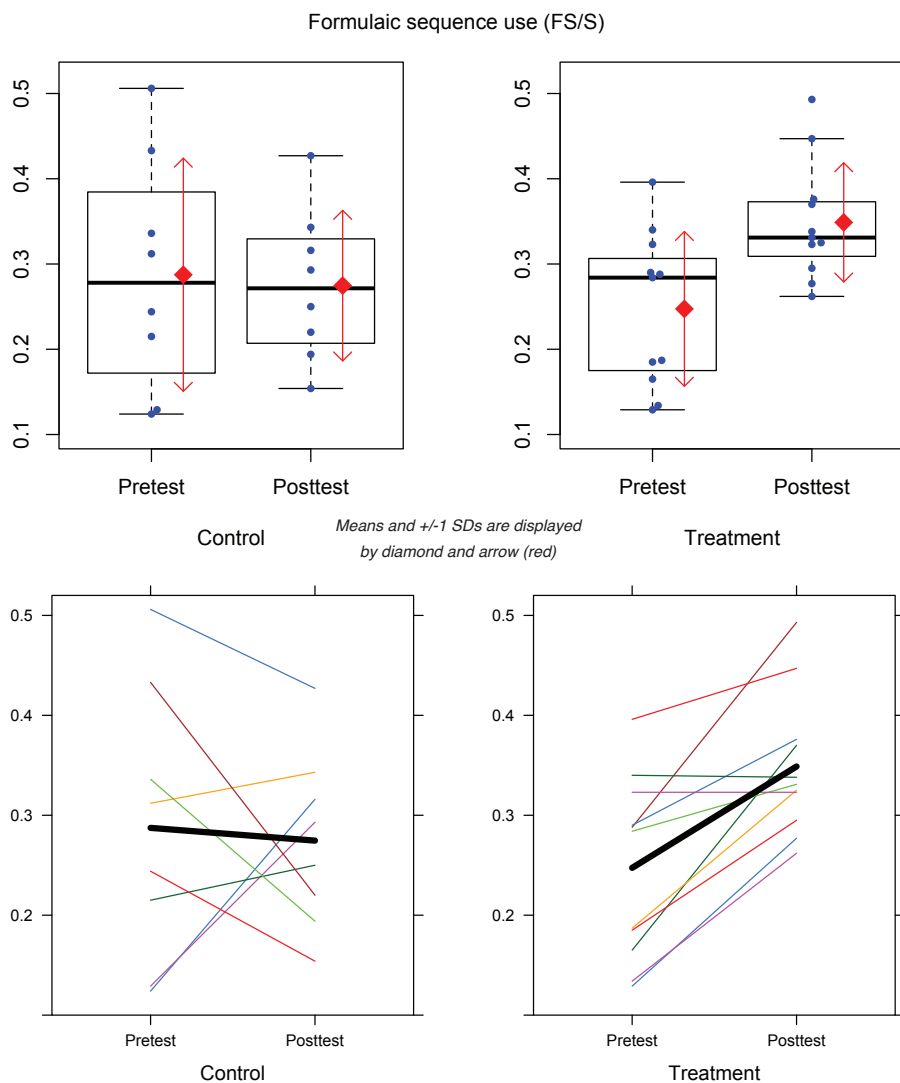 Formulaic sequence use (FS/S)
0.5
0.4
0.3
0.2
0.1
Pretest
Posttest
Control
0.5
0.4
0.3
0.2
0.1
Pretest
Posttest
Treatment
Means and +/-1 SDs are displayed
by diamond and arrow (red)
0.5
0.4
0.3
0.2
Pretest
Posttest
Control
0.5
0.4
0.3
0.2
Pretest
Posttest
Treatment